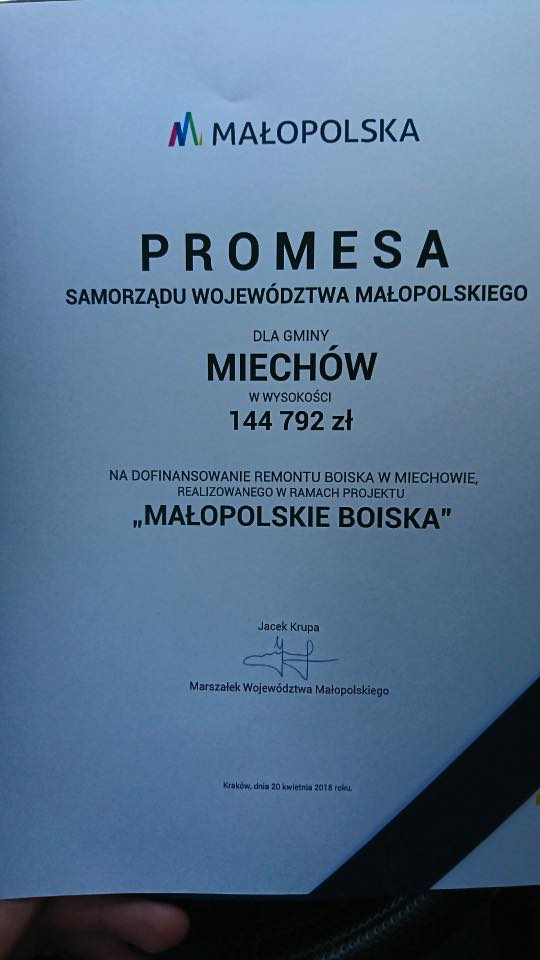 MAŁOPOLSKA
PROMESA
SAMORZĄDU WOJEWÓDZTWA MAŁOPOLSKIEGO
DLA GMINY
MIECHÓW
W WYSOKOŚCI
144 792 zł
NA DOFINANSOWANIE REMONTU BOISKA W MIECHOWIE,
REALIZOWANEGO W RAMACH PROJEKTU
„MAŁOPOLSKIE BOISKA”
Jacek Krupa
Marszałek Województwa Małopolskiego
Kraków, dnia 20 kwietnia 2018 roku.